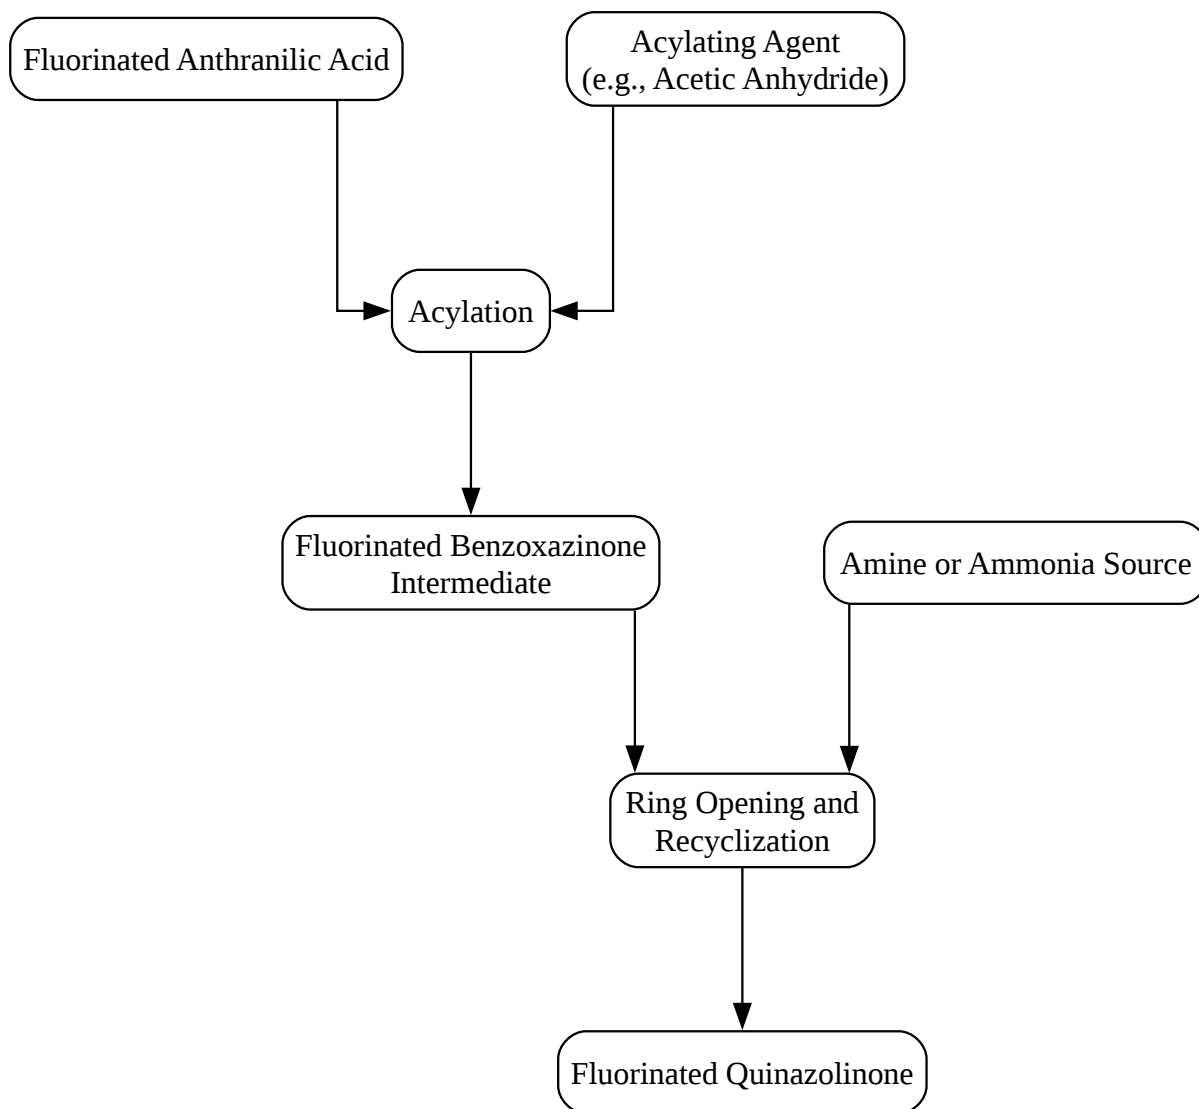 Fluorinated Anthranilic Acid
Acylating Agent
(e.g., Acetic Anhydride)
Acylation
Fluorinated Benzoxazinone
Intermediate
Amine or Ammonia Source
Ring Opening and
Recyclization
Fluorinated Quinazolinone